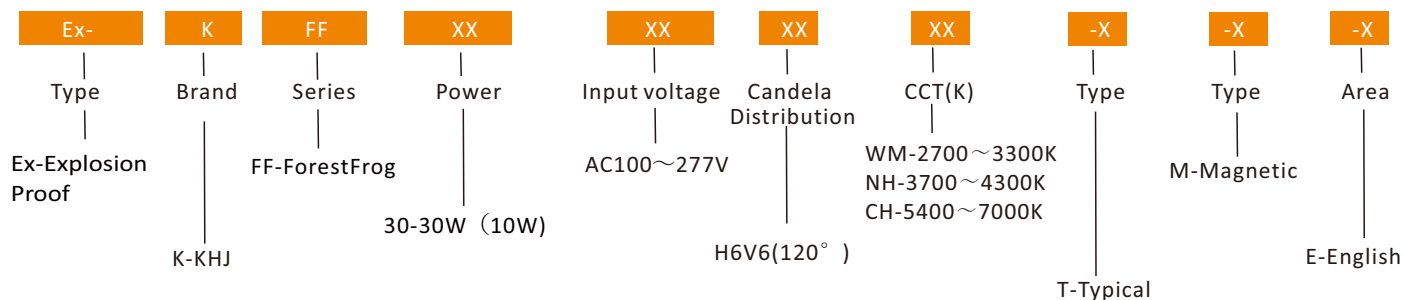 Ex- K FF XX XX XX XX -X -X -X
Type Brand Series Power Input voltage Candela Distribution CCT(K) Type Type Area
Ex-Explosion Proof
K-KHJ
FF-ForestFrog
30-30W（10W)
AC100～277V
H6V6(120°)
WM-2700～3300K
NH-3700～4300K
CH-5400～7000K
T-Typical
M-Magnetic
E-English